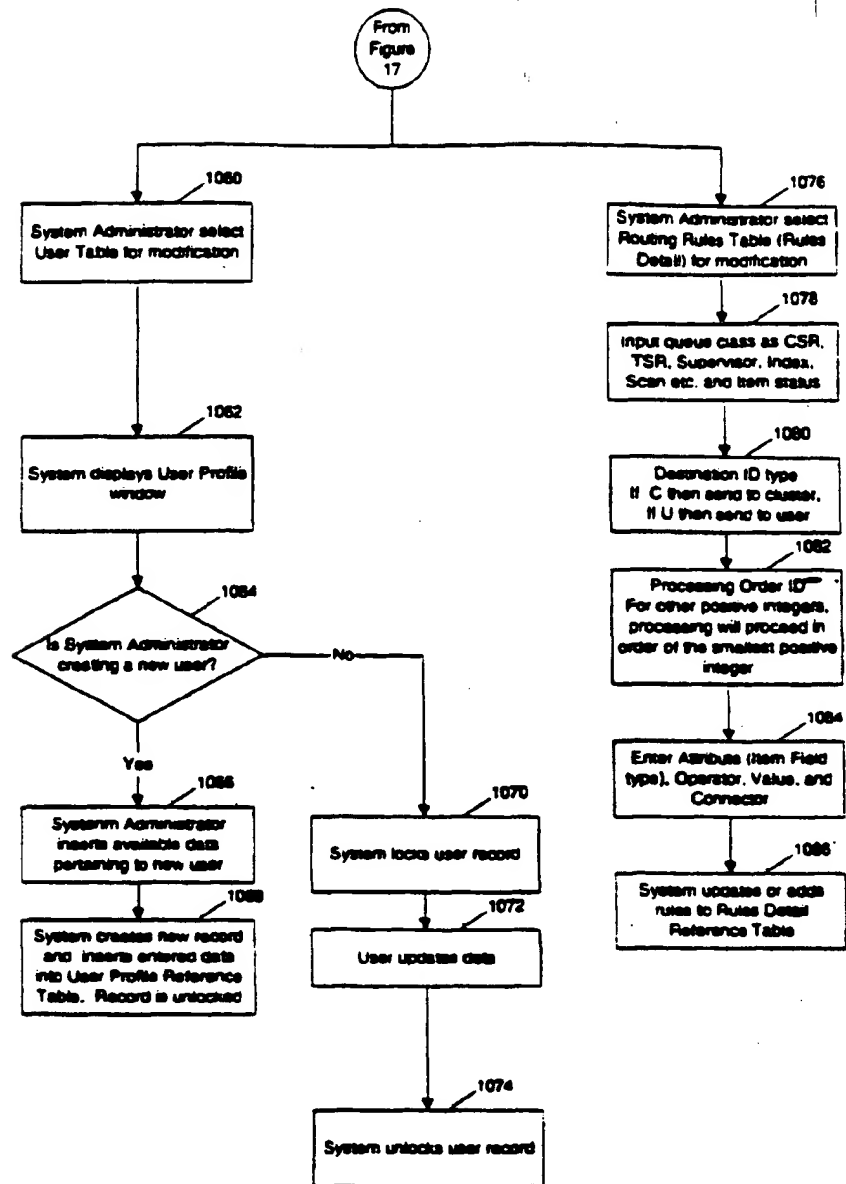 From
Figure
17
1060
System Administrator select
User Table for modification
1062
System displays User Profile
window
1064
Is System Administrator
creating a new user?
No
Yes
1066
Systenm Administrator
inserts available data
pertaining to new user
1068
System creates new record
and inserts entered data
into User Profile Reference
Table. Record is unlocked
1070
System locks user record
1072
User updates data
1074
System unlocks user record
1076
System Administrator select
Routing Rules Table (Rules
Detail) for modification
1078
Input queue class as CSR,
TSR, Supervisor, Index,
Scan etc. and Item status
1080
Destination ID type
If C then send to cluster,
If U then send to user
1082
Processing Order ID
For other positive integers,
processing will proceed in
order of the smallest positive
integer
1084
Enter Attribute (Item Field
type), Operator, Value, and
Connector
1086
System updates or adds
rules to Rules Detail
Reference Table